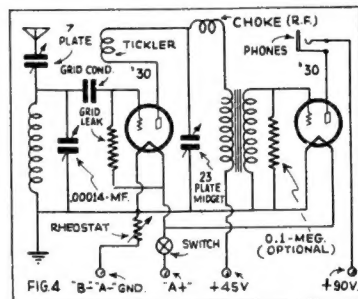 7
PLATE
TICKLER
CHOKE (R.F.)
PHONES
GRID COND.
'30
'30
GRID
LEAK
.00014-MF.
23
PLATE
MIDGET
RHEOSTAT
SWITCH
0.1-MEG.
(OPTIONAL)
FIG.4 "B-" "A-" GND. "A+" +45V +90V.